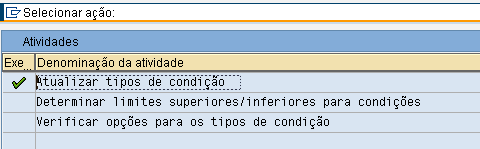 Selecionar ação:
Atividades
Exe... Denominação da atividade
Atualizar tipos de condição
Determinar limites superiores/inferiores para condições
Verificar opções para os tipos de condição